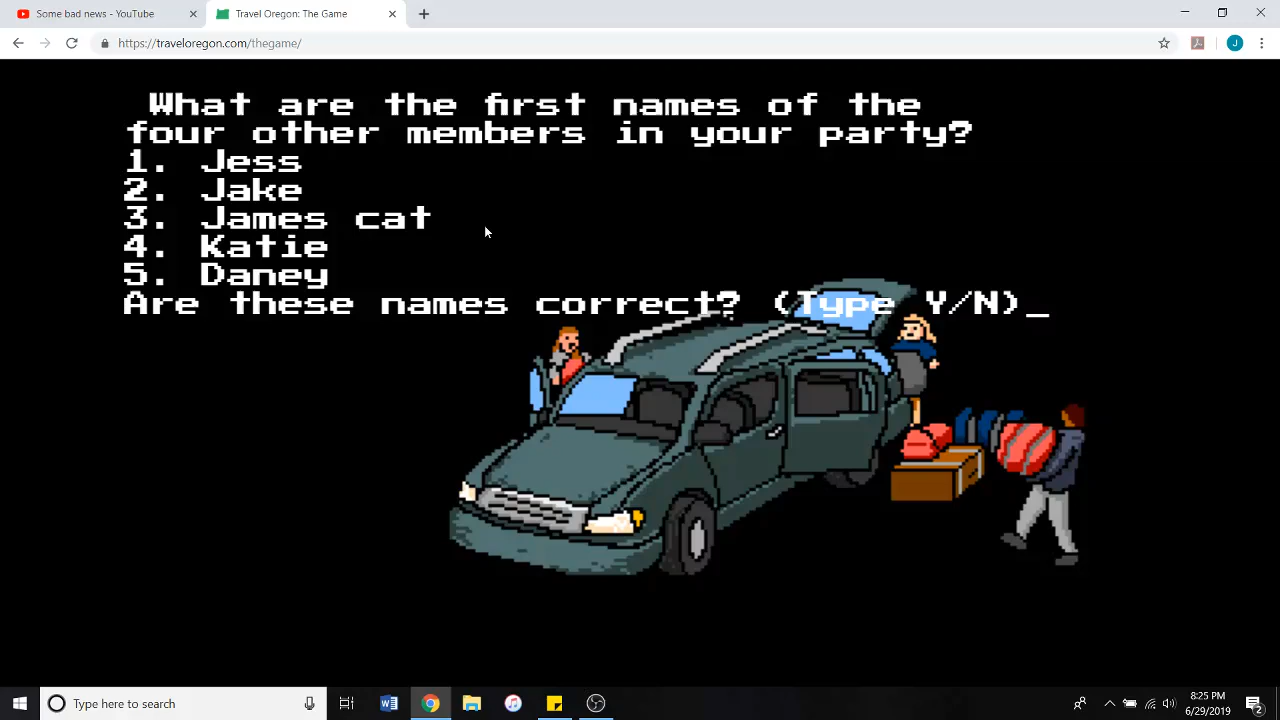 Some bad news - YouTube
Travel Oregon: The Game
https://traveloregon.com/thegame/
J
What are the first names of the
four other members in your party?
1. Jess
2. Jake
3. James cat
4. Katie
5. Daney
Are these names correct? (Type Y/N)_
Type here to search
8:25 PM
6/29/2019
2